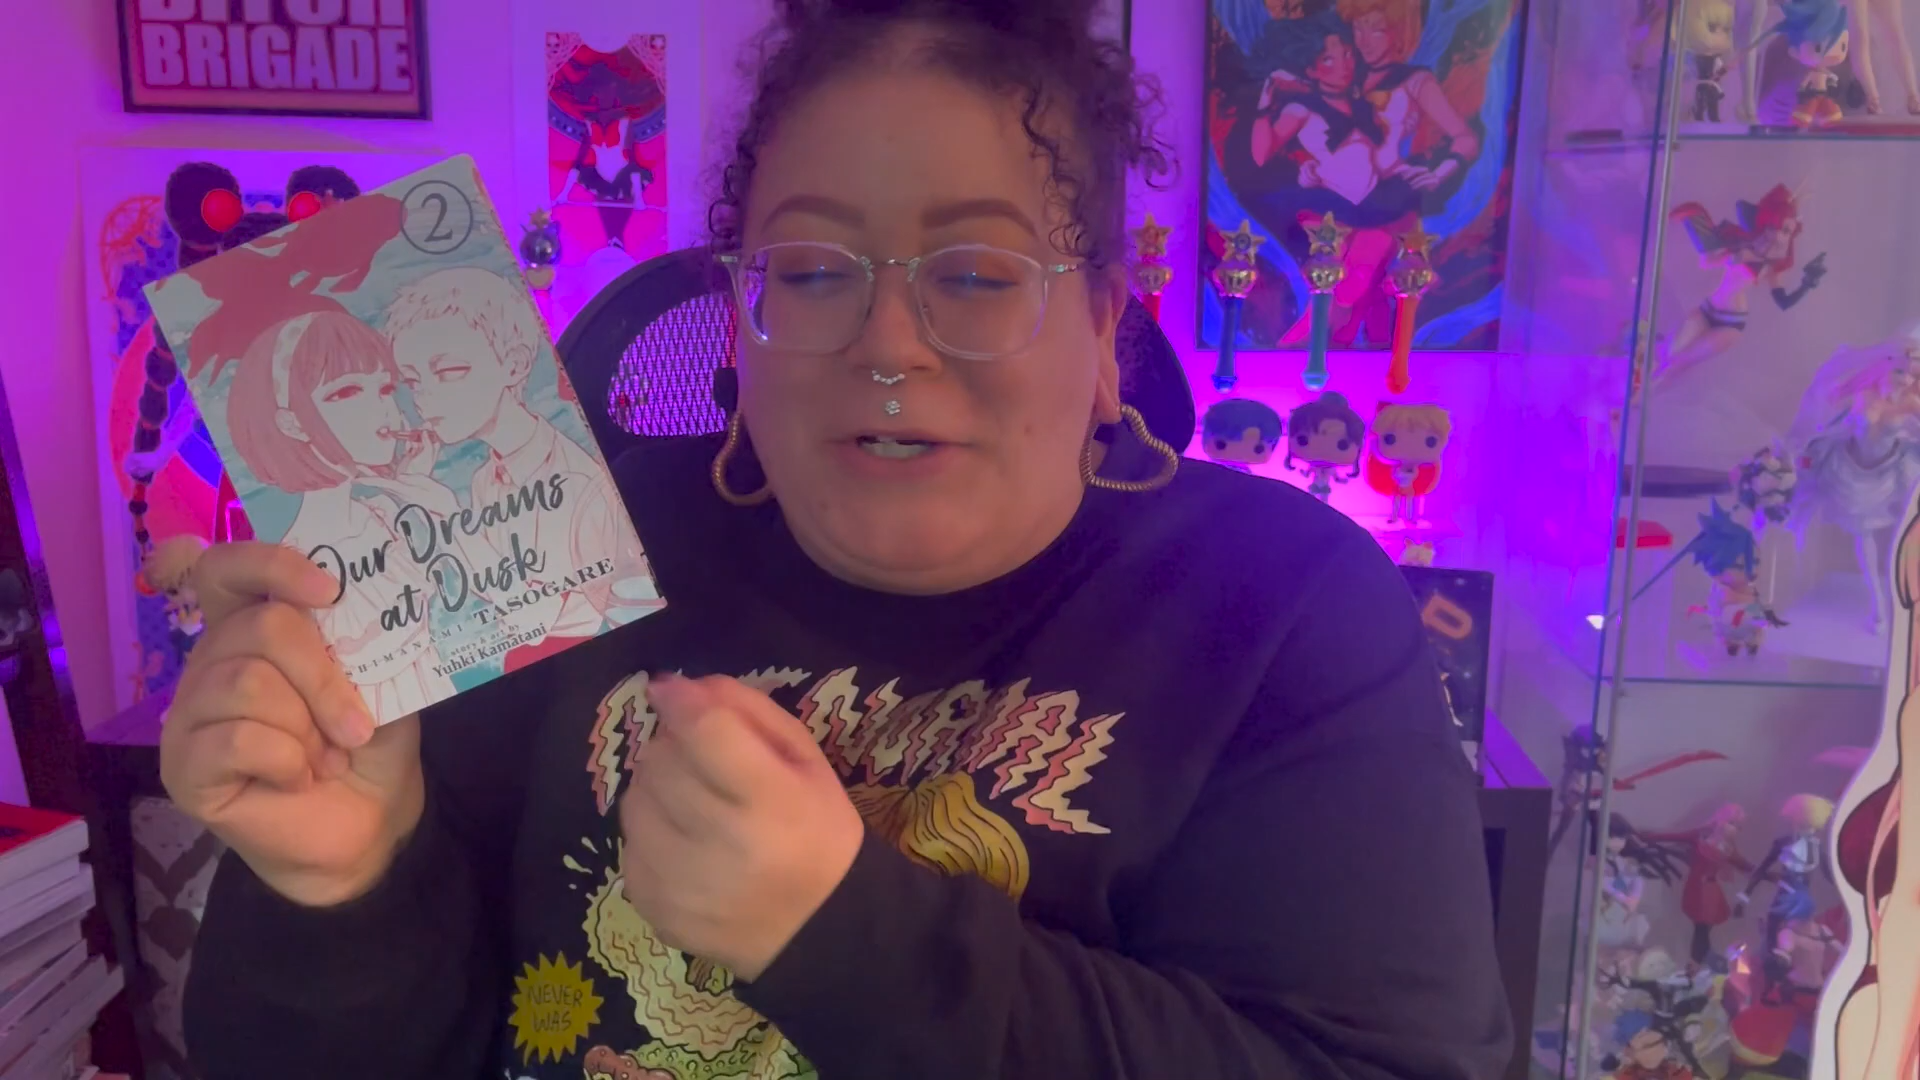 BRIGADE
2
Our Dreams
at Dusk
SHIMANAMI TASOGARE
story & art by
Yuhki Kamatani
NEVER
WAS